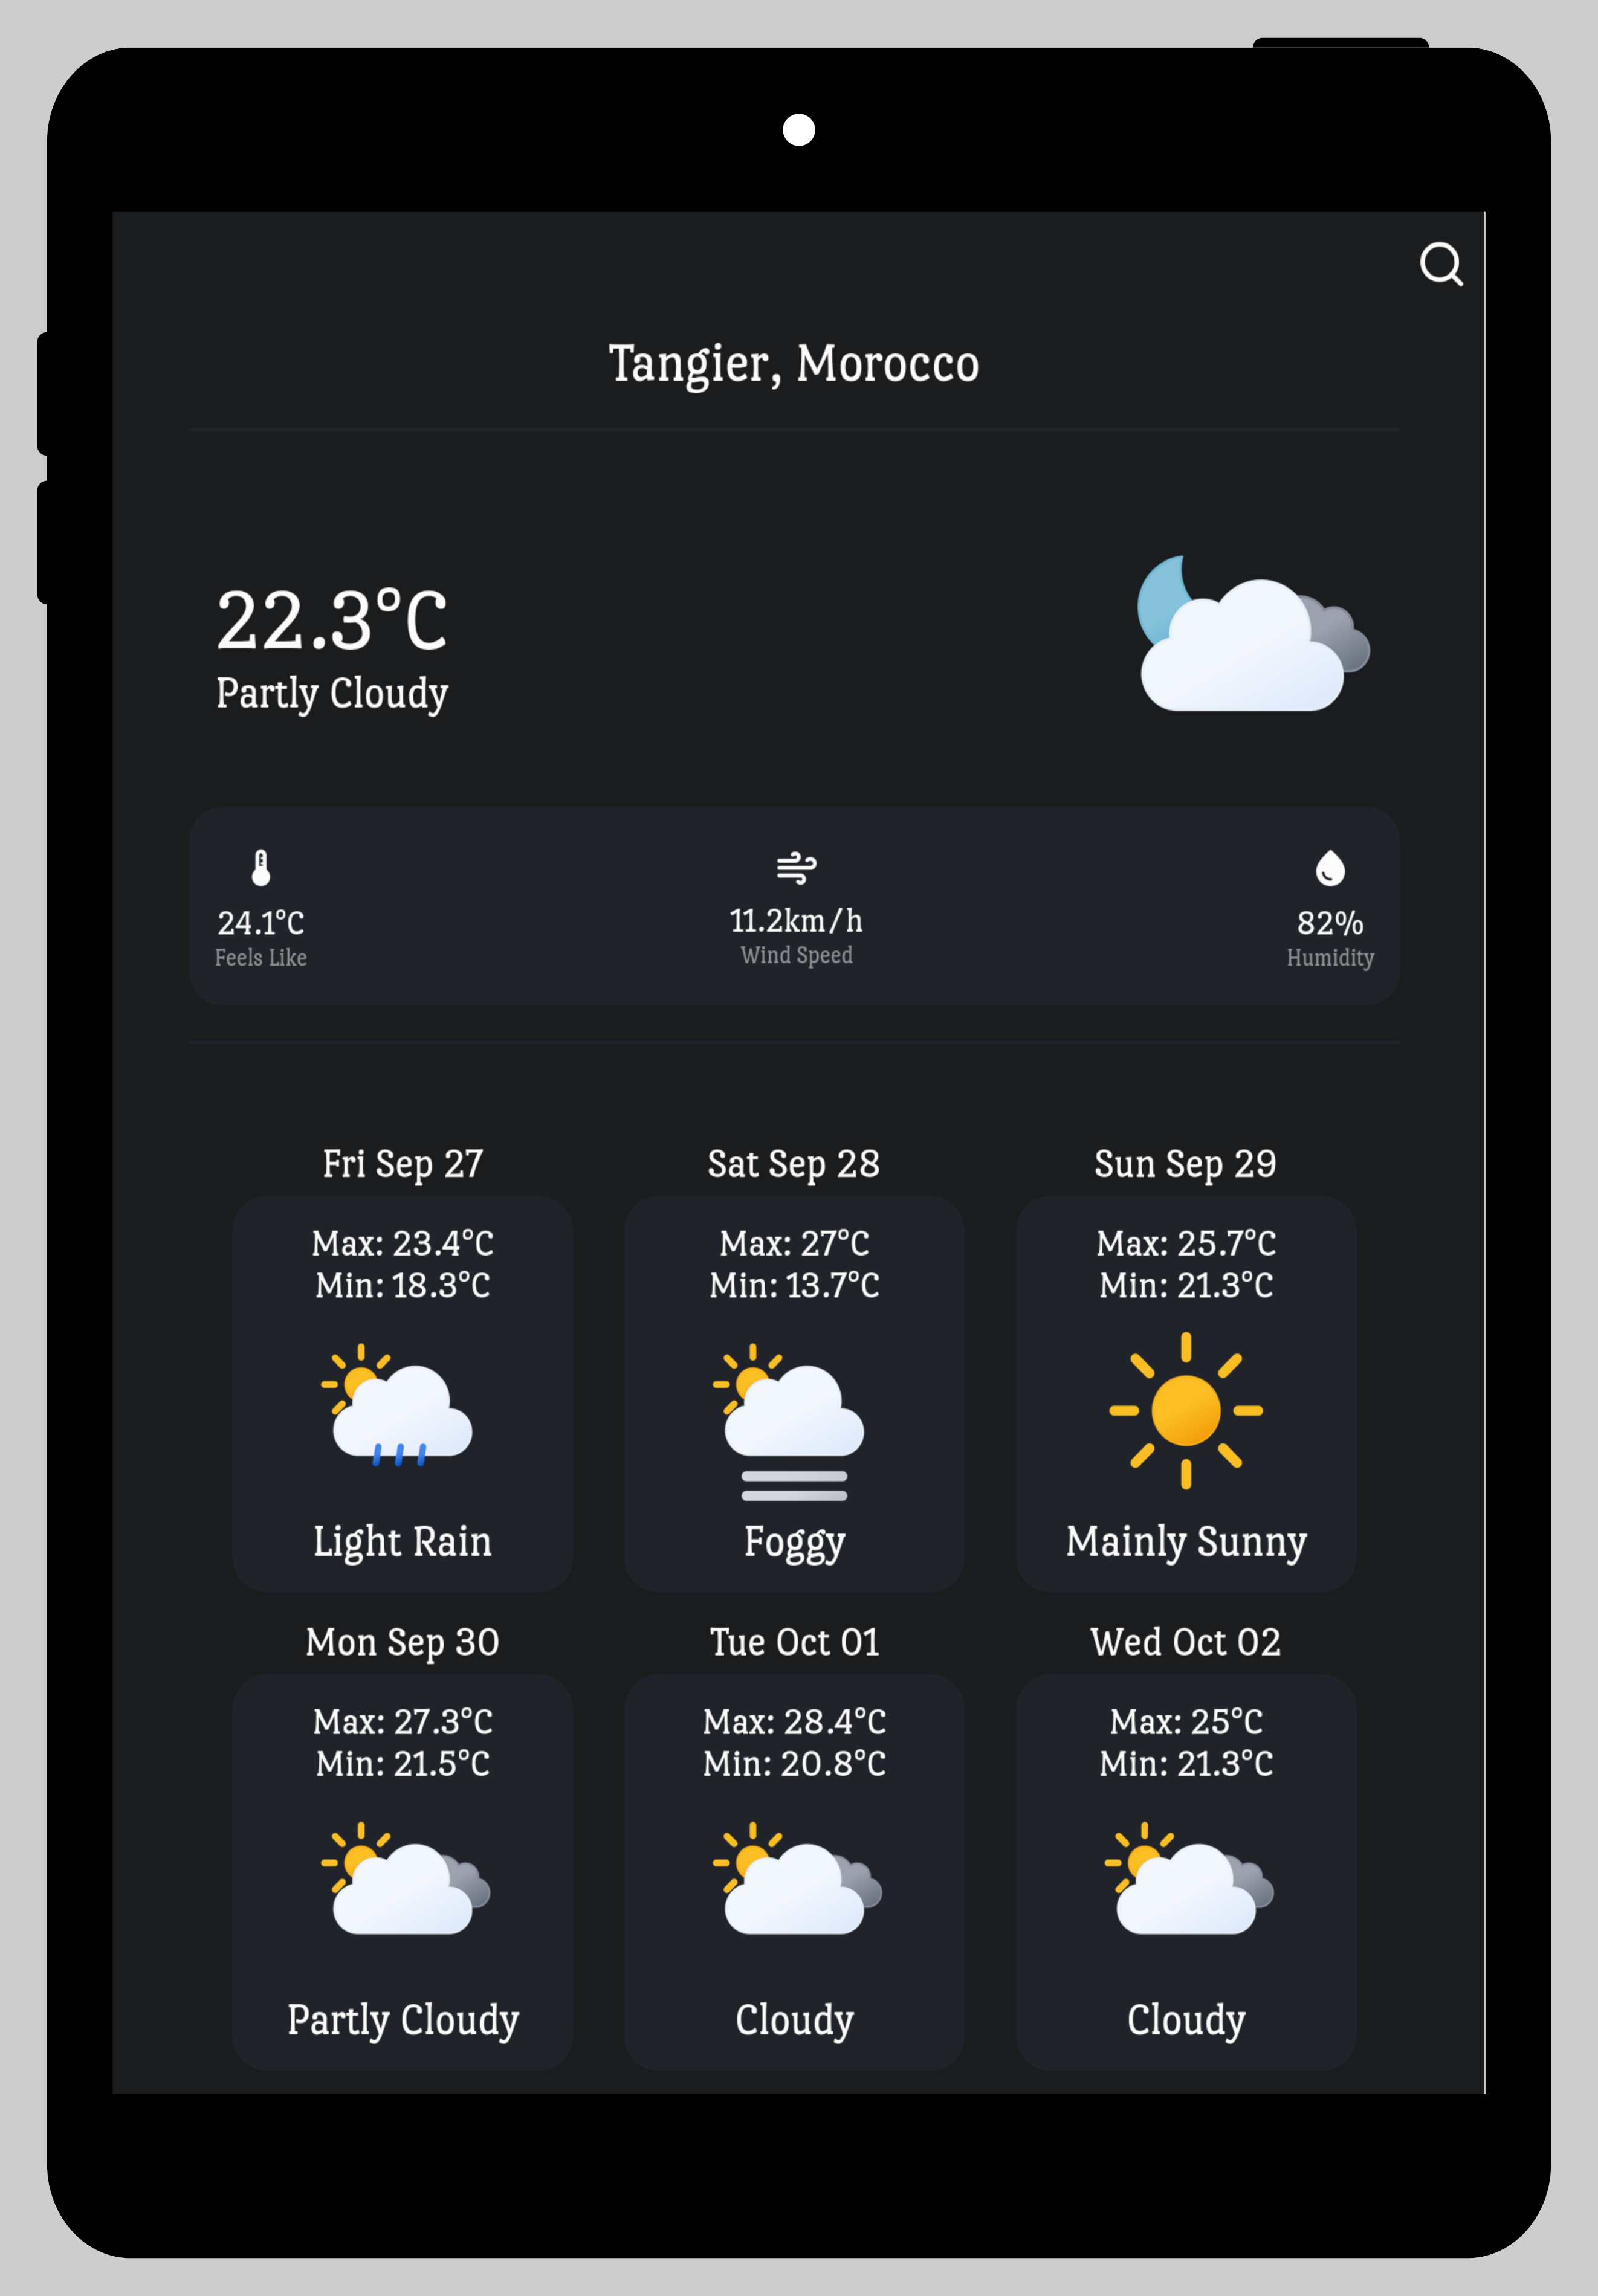 Tangier, Morocco
22.3°C
Partly Cloudy
24.1°C
Feels Like
11.2km/h
Wind Speed
82%
Humidity
Fri Sep 27
Max: 23.4°C
Min: 18.3°C
Light Rain
Sat Sep 28
Max: 27°C
Min: 13.7°C
Foggy
Sun Sep 29
Max: 25.7°C
Min: 21.3°C
Mainly Sunny
Mon Sep 30
Max: 27.3°C
Min: 21.5°C
Partly Cloudy
Tue Oct 01
Max: 28.4°C
Min: 20.8°C
Cloudy
Wed Oct 02
Max: 25°C
Min: 21.3°C
Cloudy